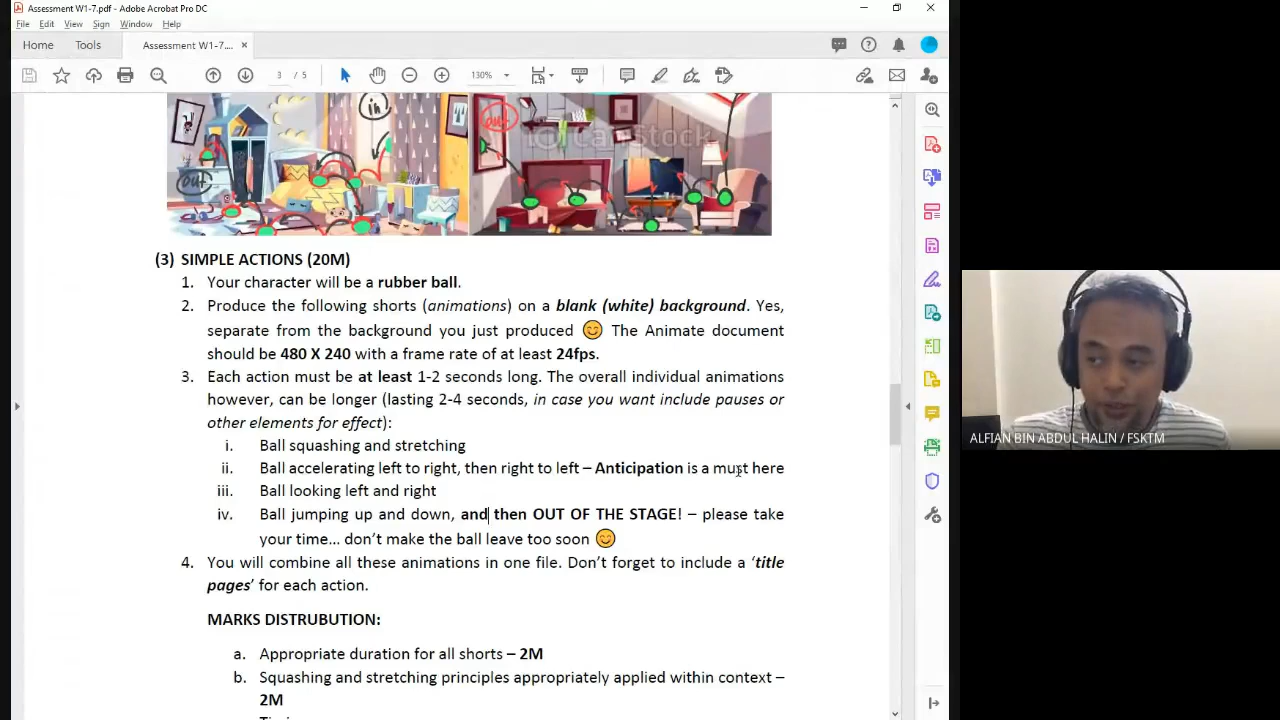 Assessment W1-7.pdf - Adobe Acrobat Pro DC
File Edit View Sign Window Help
Home Tools Assessment W1-7.... ×
3 / 5 130%
in
out
out
CanStock
(3) SIMPLE ACTIONS (20M)
1. Your character will be a rubber ball.
2. Produce the following shorts (animations) on a blank (white) background. Yes,
separate from the background you just produced 😊 The Animate document
should be 480 X 240 with a frame rate of at least 24fps.
3. Each action must be at least 1-2 seconds long. The overall individual animations
however, can be longer (lasting 2-4 seconds, in case you want include pauses or
other elements for effect):
i. Ball squashing and stretching
ii. Ball accelerating left to right, then right to left – Anticipation is a must here
iii. Ball looking left and right
iv. Ball jumping up and down, and then OUT OF THE STAGE! – please take
your time... don't make the ball leave too soon 😊
4. You will combine all these animations in one file. Don't forget to include a 'title
pages' for each action.
MARKS DISTRUBUTION:
a. Appropriate duration for all shorts – 2M
b. Squashing and stretching principles appropriately applied within context –
2M
ALFIAN BIN ABDUL HALIN / FSKTM